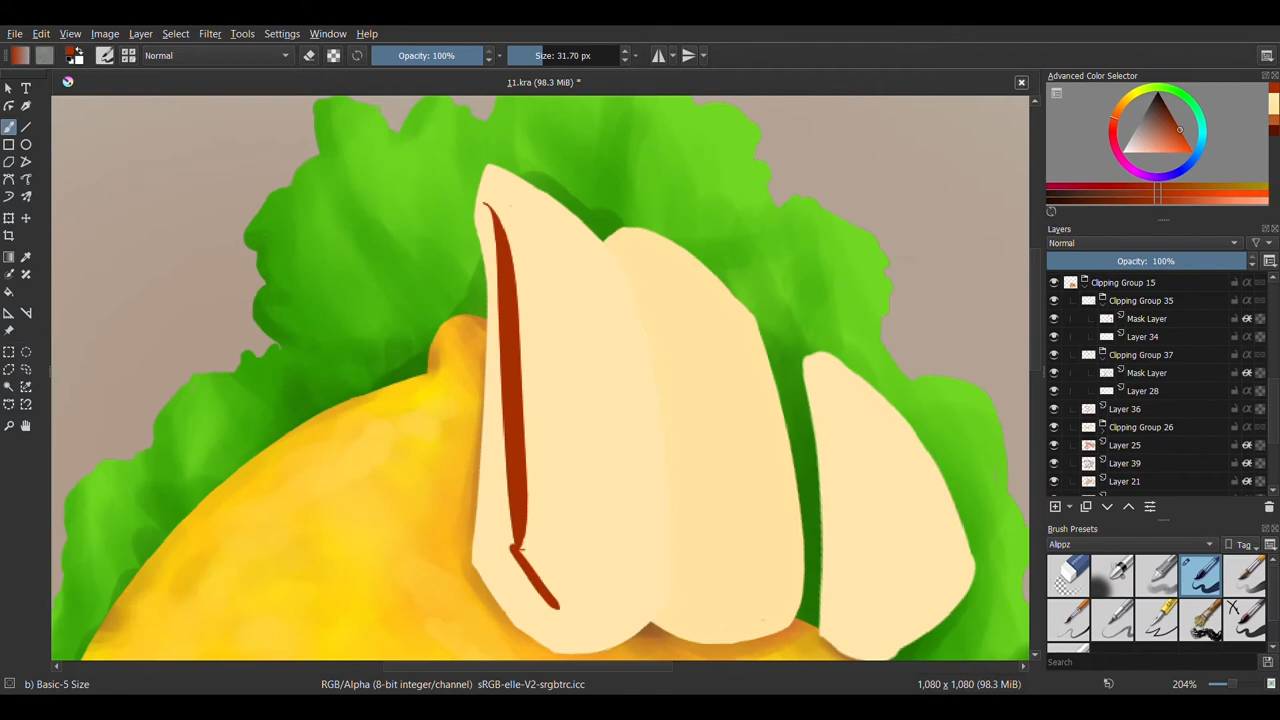 File Edit View Image Layer Select Filter Tools Settings Window Help
Normal Opacity: 100% Size: 31.70 px
11.kra (98.3 MiB) *
Advanced Color Selector
Layers
Normal
Opacity: 100%
Clipping Group 15
Clipping Group 35
Mask Layer
Layer 34
Clipping Group 37
Mask Layer
Layer 28
Layer 36
Clipping Group 26
Layer 25
Layer 39
Layer 21
Brush Presets
Alippz Tag
Search
b) Basic-5 Size RGB/Alpha (8-bit integer/channel) sRGB-elle-V2-srgbtrc.icc 1,080 x 1,080 (98.3 MiB) 204%